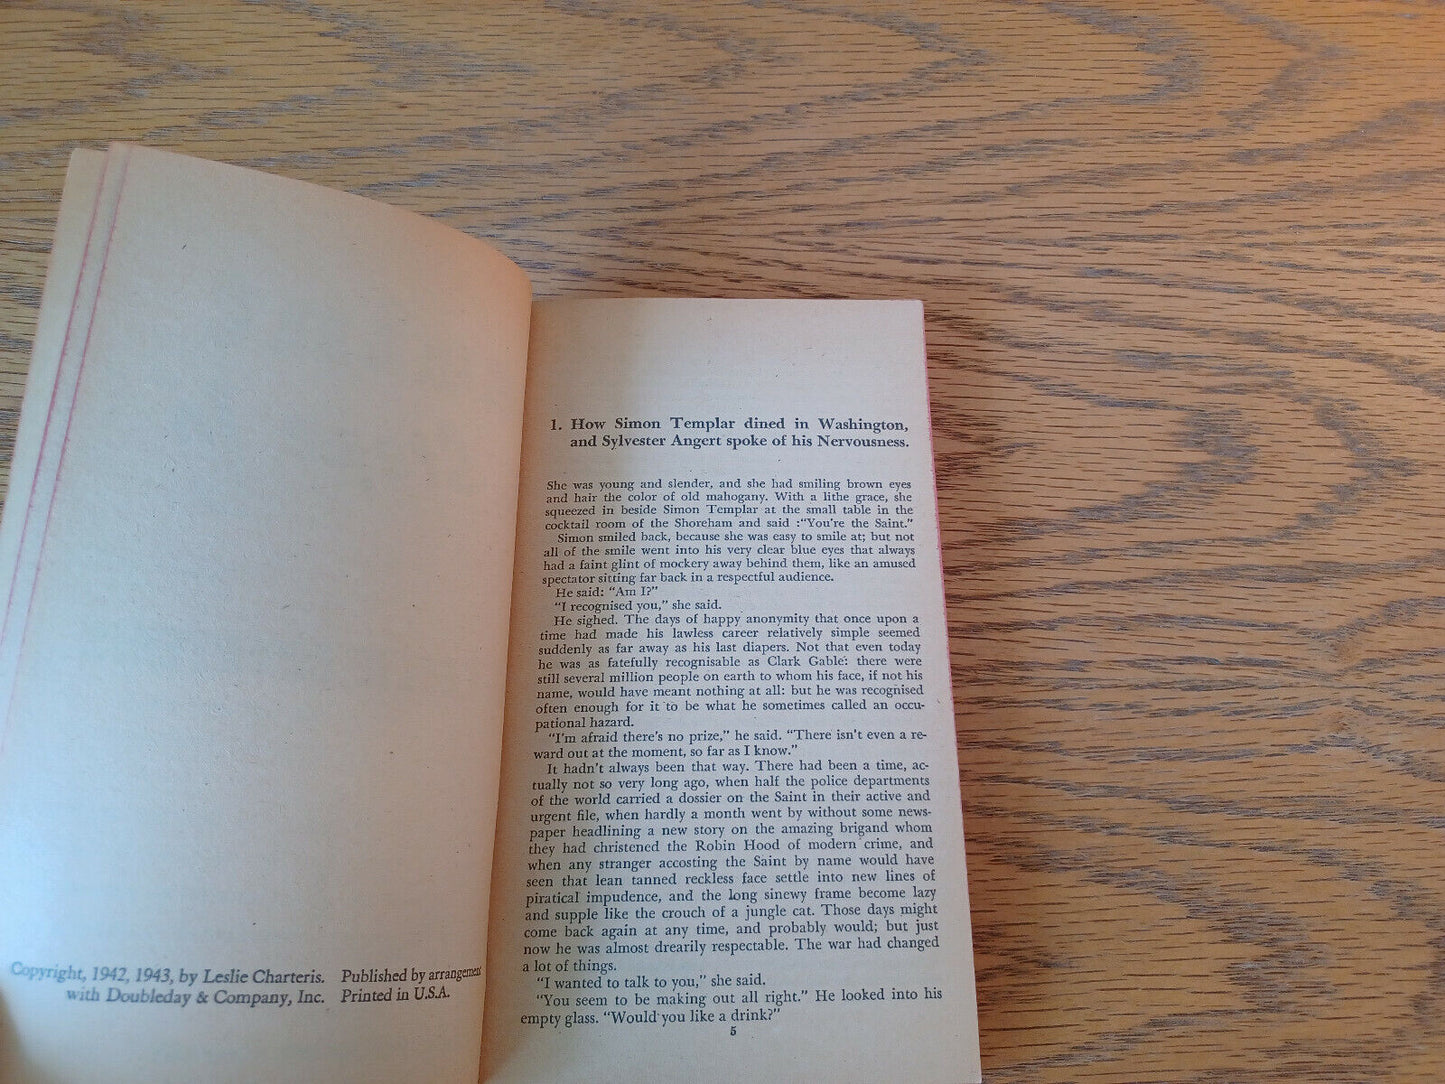 Copyright, 1942, 1943, by Leslie Charteris. Published by arrangement
with Doubleday & Company, Inc. Printed in U.S.A.
1. How Simon Templar dined in Washington,
and Sylvester Angert spoke of his Nervousness.
She was young and slender, and she had smiling brown eyes
and hair the color of old mahogany. With a lithe grace, she
squeezed in beside Simon Templar at the small table in the
cocktail room of the Shoreham and said :"You're the Saint."
Simon smiled back, because she was easy to smile at; but not
all of the smile went into his very clear blue eyes that always
had a faint glint of mockery away behind them, like an amused
spectator sitting far back in a respectful audience.
He said: "Am I?"
"I recognised you," she said.
He sighed. The days of happy anonymity that once upon a
time had made his lawless career relatively simple seemed
suddenly as far away as his last diapers. Not that even today
he was as fatefully recognisable as Clark Gable: there were
still several million people on earth to whom his face, if not his
name, would have meant nothing at all: but he was recognised
often enough for it to be what he sometimes called an occu-
pational hazard.
"I'm afraid there's no prize," he said. "There isn't even a re-
ward out at the moment, so far as I know."
It hadn't always been that way. There had been a time, ac-
tually not so very long ago, when half the police departments
of the world carried a dossier on the Saint in their active and
urgent file, when hardly a month went by without some news-
paper headlining a new story on the amazing brigand whom
they had christened the Robin Hood of modern crime, and
when any stranger accosting the Saint by name would have
seen that lean tanned reckless face settle into new lines of
piratical impudence, and the long sinewy frame become lazy
and supple like the crouch of a jungle cat. Those days might
come back again at any time, and probably would; but just
now he was almost drearily respectable. The war had changed
a lot of things.
"I wanted to talk to you," she said.
"You seem to be making out all right." He looked into his
empty glass. "Would you like a drink?"
5